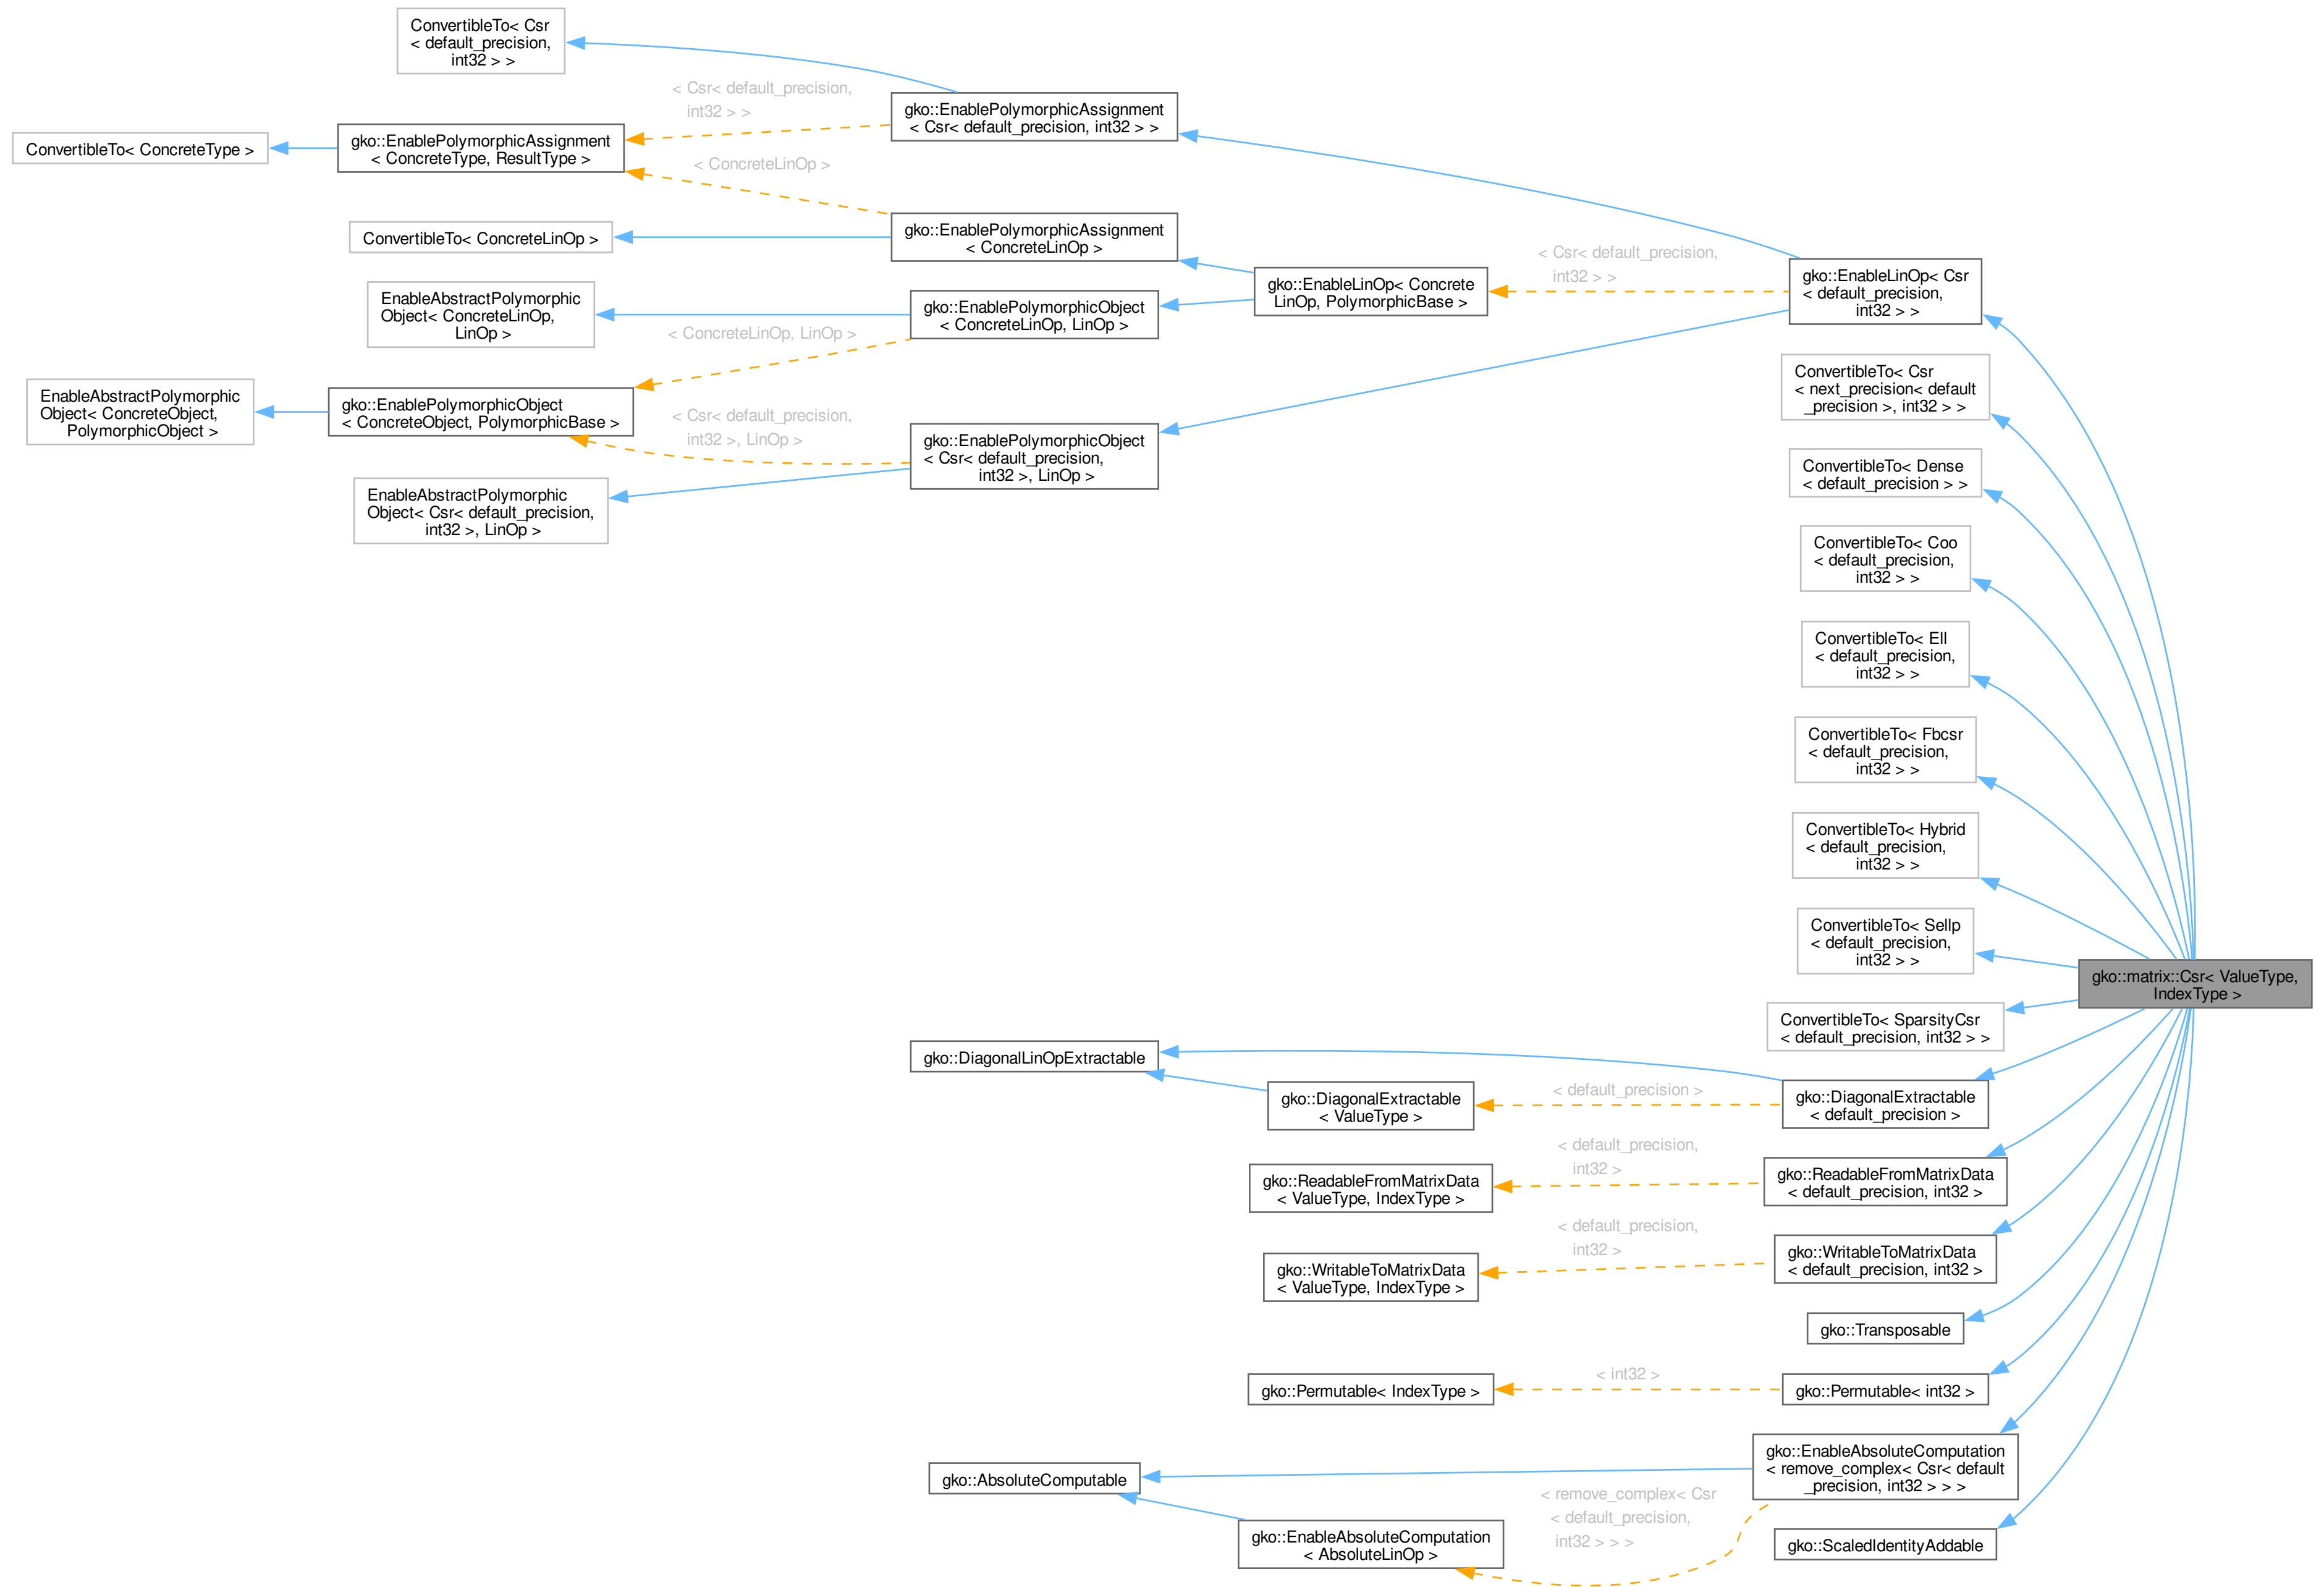 ConvertibleTo< Csr
< default_precision,
int32 > >
< Csr< default_precision,
int32 > >
gko::EnablePolymorphicAssignment
< Csr< default_precision, int32 > >
ConvertibleTo< ConcreteType >
gko::EnablePolymorphicAssignment
< ConcreteType, ResultType >
< ConcreteLinOp >
ConvertibleTo< ConcreteLinOp >
gko::EnablePolymorphicAssignment
< ConcreteLinOp >
EnableAbstractPolymorphic
Object< ConcreteLinOp,
LinOp >
gko::EnablePolymorphicObject
< ConcreteLinOp, LinOp >
gko::EnableLinOp< Concrete
LinOp, PolymorphicBase >
< Csr< default_precision,
int32 > >
gko::EnableLinOp< Csr
< default_precision,
int32 > >
< ConcreteLinOp, LinOp >
EnableAbstractPolymorphic
Object< ConcreteObject,
PolymorphicObject >
gko::EnablePolymorphicObject
< ConcreteObject, PolymorphicBase >
< Csr< default_precision,
int32 >, LinOp >
gko::EnablePolymorphicObject
< Csr< default_precision,
int32 >, LinOp >
EnableAbstractPolymorphic
Object< Csr< default_precision,
int32 >, LinOp >
ConvertibleTo< Csr
< next_precision< default
_precision >, int32 > >
ConvertibleTo< Dense
< default_precision > >
ConvertibleTo< Coo
< default_precision,
int32 > >
ConvertibleTo< Ell
< default_precision,
int32 > >
ConvertibleTo< Fbcsr
< default_precision,
int32 > >
ConvertibleTo< Hybrid
< default_precision,
int32 > >
ConvertibleTo< Sellp
< default_precision,
int32 > >
gko::matrix::Csr< ValueType,
IndexType >
ConvertibleTo< SparsityCsr
< default_precision, int32 > >
gko::DiagonalLinOpExtractable
gko::DiagonalExtractable
< ValueType >
< default_precision >
gko::DiagonalExtractable
< default_precision >
gko::ReadableFromMatrixData
< ValueType, IndexType >
< default_precision,
int32 >
gko::ReadableFromMatrixData
< default_precision, int32 >
gko::WritableToMatrixData
< ValueType, IndexType >
< default_precision,
int32 >
gko::WritableToMatrixData
< default_precision, int32 >
gko::Transposable
gko::Permutable< IndexType >
< int32 >
gko::Permutable< int32 >
gko::AbsoluteComputable
gko::EnableAbsoluteComputation
< remove_complex< Csr< default
_precision, int32 > > >
gko::EnableAbsoluteComputation
< AbsoluteLinOp >
< remove_complex< Csr
< default_precision,
int32 > > >
gko::ScaledIdentityAddable